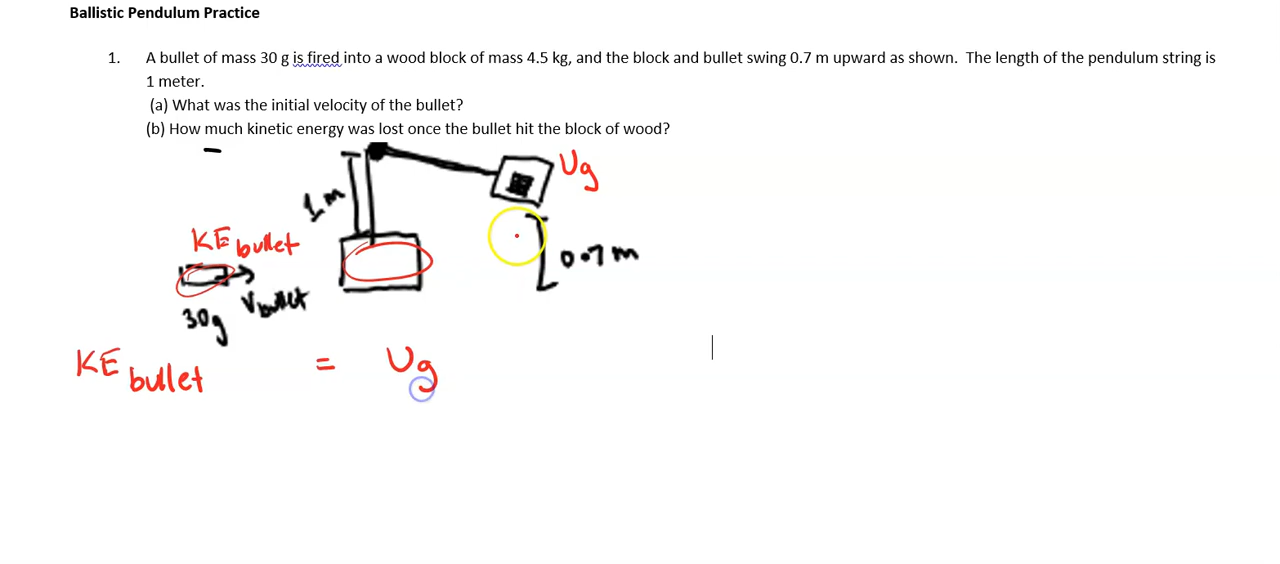 Ballistic Pendulum Practice
1. A bullet of mass 30 g is fired into a wood block of mass 4.5 kg, and the block and bullet swing 0.7 m upward as shown. The length of the pendulum string is
1 meter.
(a) What was the initial velocity of the bullet?
(b) How much kinetic energy was lost once the bullet hit the block of wood?
Ug
1 m
KE bullet
0.7 m
V bullet
30g
KE bullet = Ug